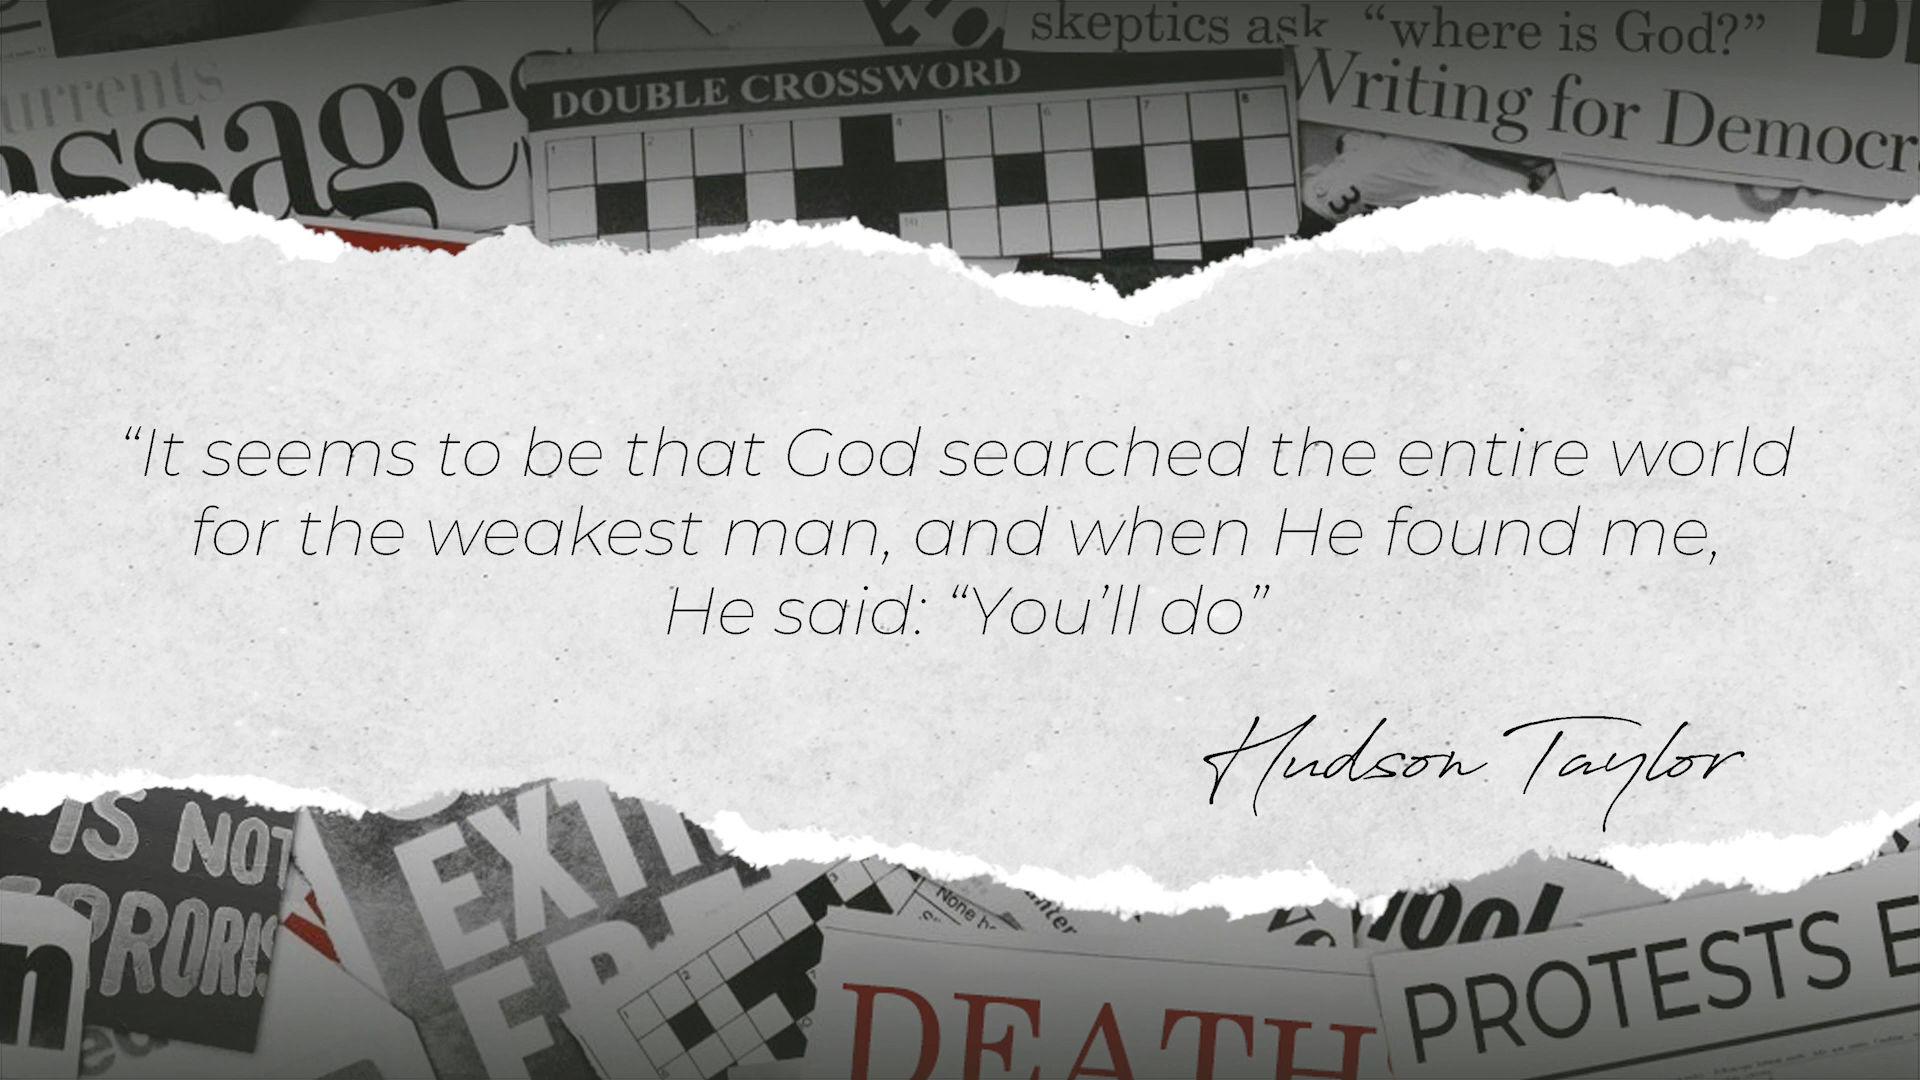 skeptics ask “where is God?”
DOUBLE CROSSWORD
Writing for
“It seems to be that God searched the entire world
for the weakest man, and when He found me,
He said: “You’ll do”
Hudson Taylor
IS NOT
DEATH
PROTESTS